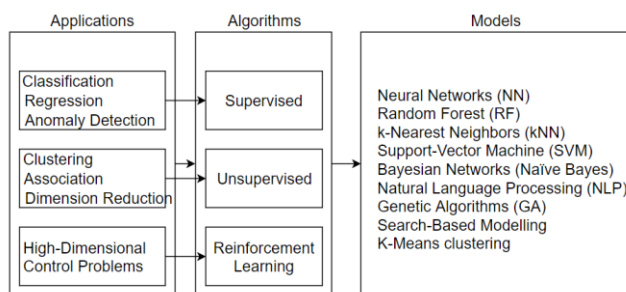 Applications
Algorithms
Models
Classification
Regression
Anomaly Detection
Supervised
Clustering
Association
Dimension Reduction
Unsupervised
High-Dimensional
Control Problems
Reinforcement
Learning
Neural Networks (NN)
Random Forest (RF)
k-Nearest Neighbors (kNN)
Support-Vector Machine (SVM)
Bayesian Networks (Naïve Bayes)
Natural Language Processing (NLP)
Genetic Algorithms (GA)
Search-Based Modelling
K-Means clustering